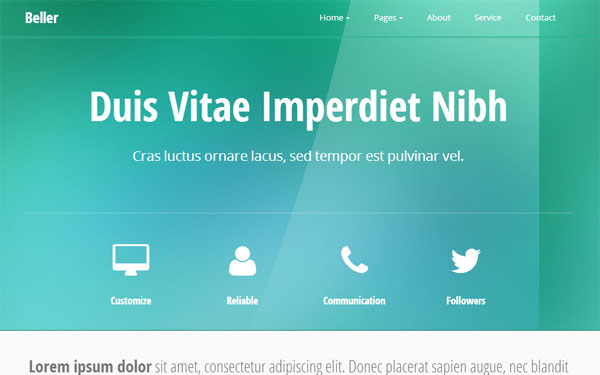 Beller
Home Pages About Service Contact
Duis Vitae Imperdiet Nibh
Cras luctus ornare lacus, sed tempor est pulvinar vel.
Customize Reliable Communication Followers
Lorem ipsum dolor sit amet, consectetur adipiscing elit. Donec placerat sapien augue, nec blandit